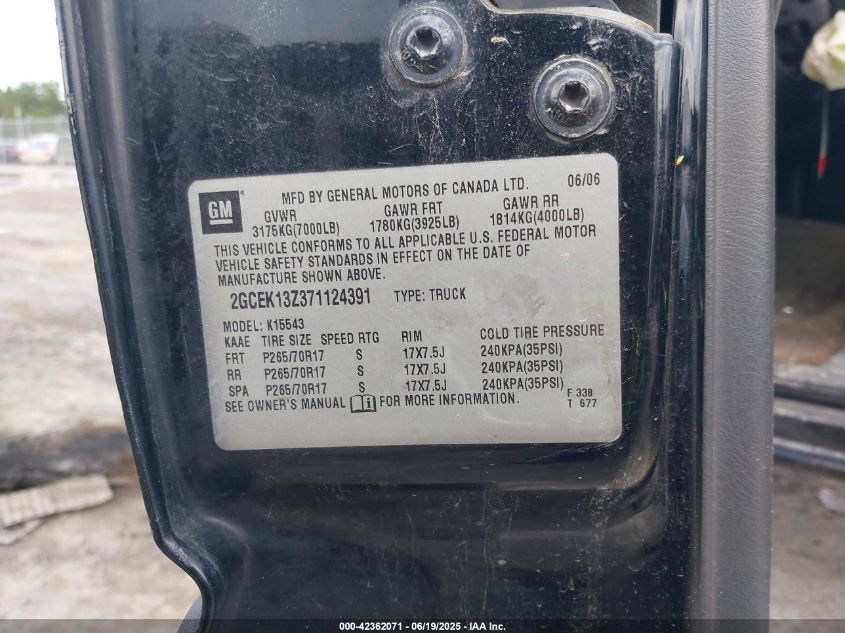 GM ® MFD BY GENERAL MOTORS OF CANADA LTD. 06/06
GVWR GAWR FRT GAWR RR
3175KG(7000LB) 1780KG(3925LB) 1814KG(4000LB)
THIS VEHICLE CONFORMS TO ALL APPLICABLE U.S. FEDERAL MOTOR
VEHICLE SAFETY STANDARDS IN EFFECT ON THE DATE OF
MANUFACTURE SHOWN ABOVE.
2GCEK13Z371124391 TYPE: TRUCK
MODEL: K15543
KAAE TIRE SIZE SPEED RTG RIM COLD TIRE PRESSURE
FRT P265/70R17 S 17X7.5J 240KPA(35PSI)
RR P265/70R17 S 17X7.5J 240KPA(35PSI)
SPA P265/70R17 S 17X7.5J 240KPA(35PSI)
SEE OWNER'S MANUAL i FOR MORE INFORMATION.
F 338
T 677
000-42362071 - 06/19/2025 - IAA Inc.